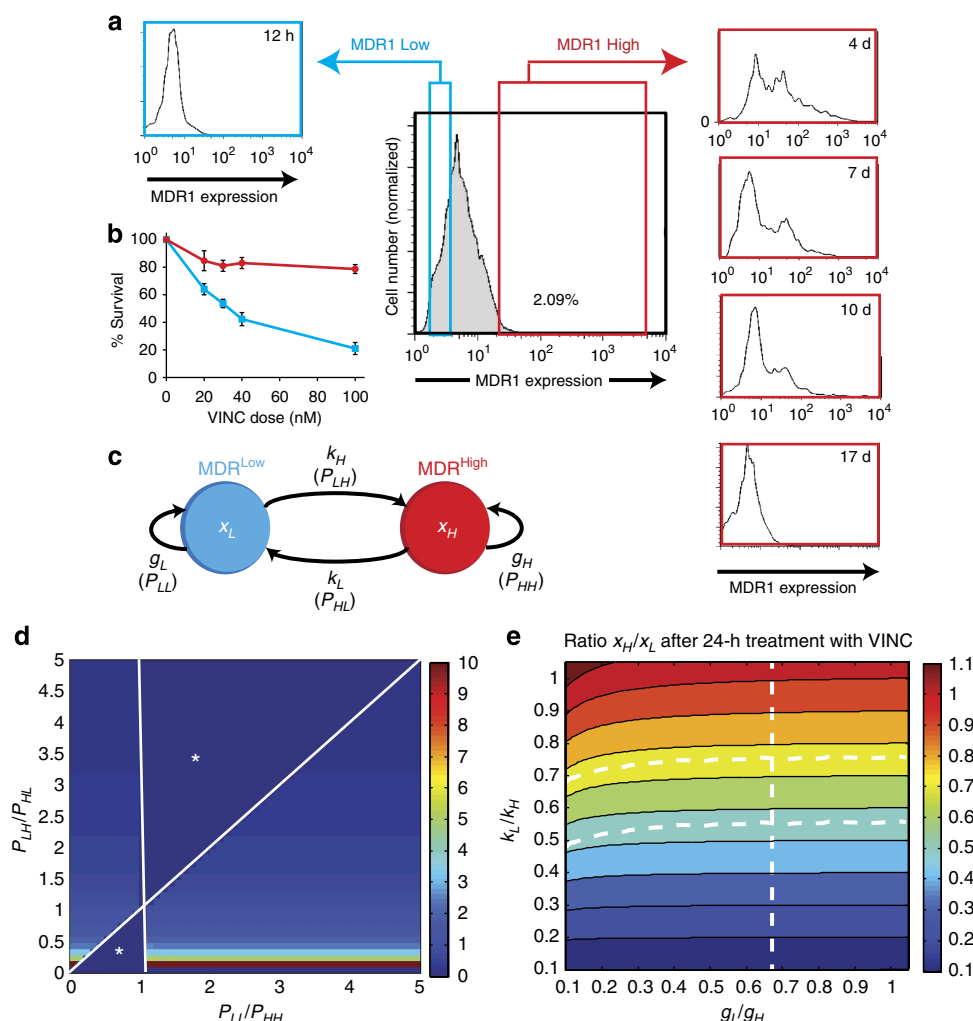 a
12 h
10^0 10^1 10^2 10^3 10^4
MDR1 expression
MDR1 Low
MDR1 High
Cell number (normalized)
2.09%
10^0 10^1 10^2 10^3 10^4
MDR1 expression
4 d
0
10^0 10^1 10^2 10^3 10^4
7 d
10^0 10^1 10^2 10^3 10^4
10 d
10^0 10^1 10^2 10^3 10^4
17 d
MDR1 expression
b
% Survival
100
80
60
40
20
0
0 20 40 60 80 100
VINC dose (nM)
c
MDR^Low
MDR^High
k_H
(P_LH)
x_L
x_H
g_L
(P_LL)
k_L
(P_HL)
g_H
(P_HH)
d
P_LH/P_HL
5
4.5
4
3.5
3
2.5
2
1.5
1
0.5
0
*
*
0 1 2 3 4 5
P_LL/P_HH
10
9
8
7
6
5
4
3
2
1
0
e
Ratio x_H/x_L after 24-h treatment with VINC
k_L/k_H
1
0.9
0.8
0.7
0.6
0.5
0.4
0.3
0.2
0.1
0.1 0.2 0.3 0.4 0.5 0.6 0.7 0.8 0.9 1
g_L/g_H
1.1
1
0.9
0.8
0.7
0.6
0.5
0.4
0.3
0.2
0.1